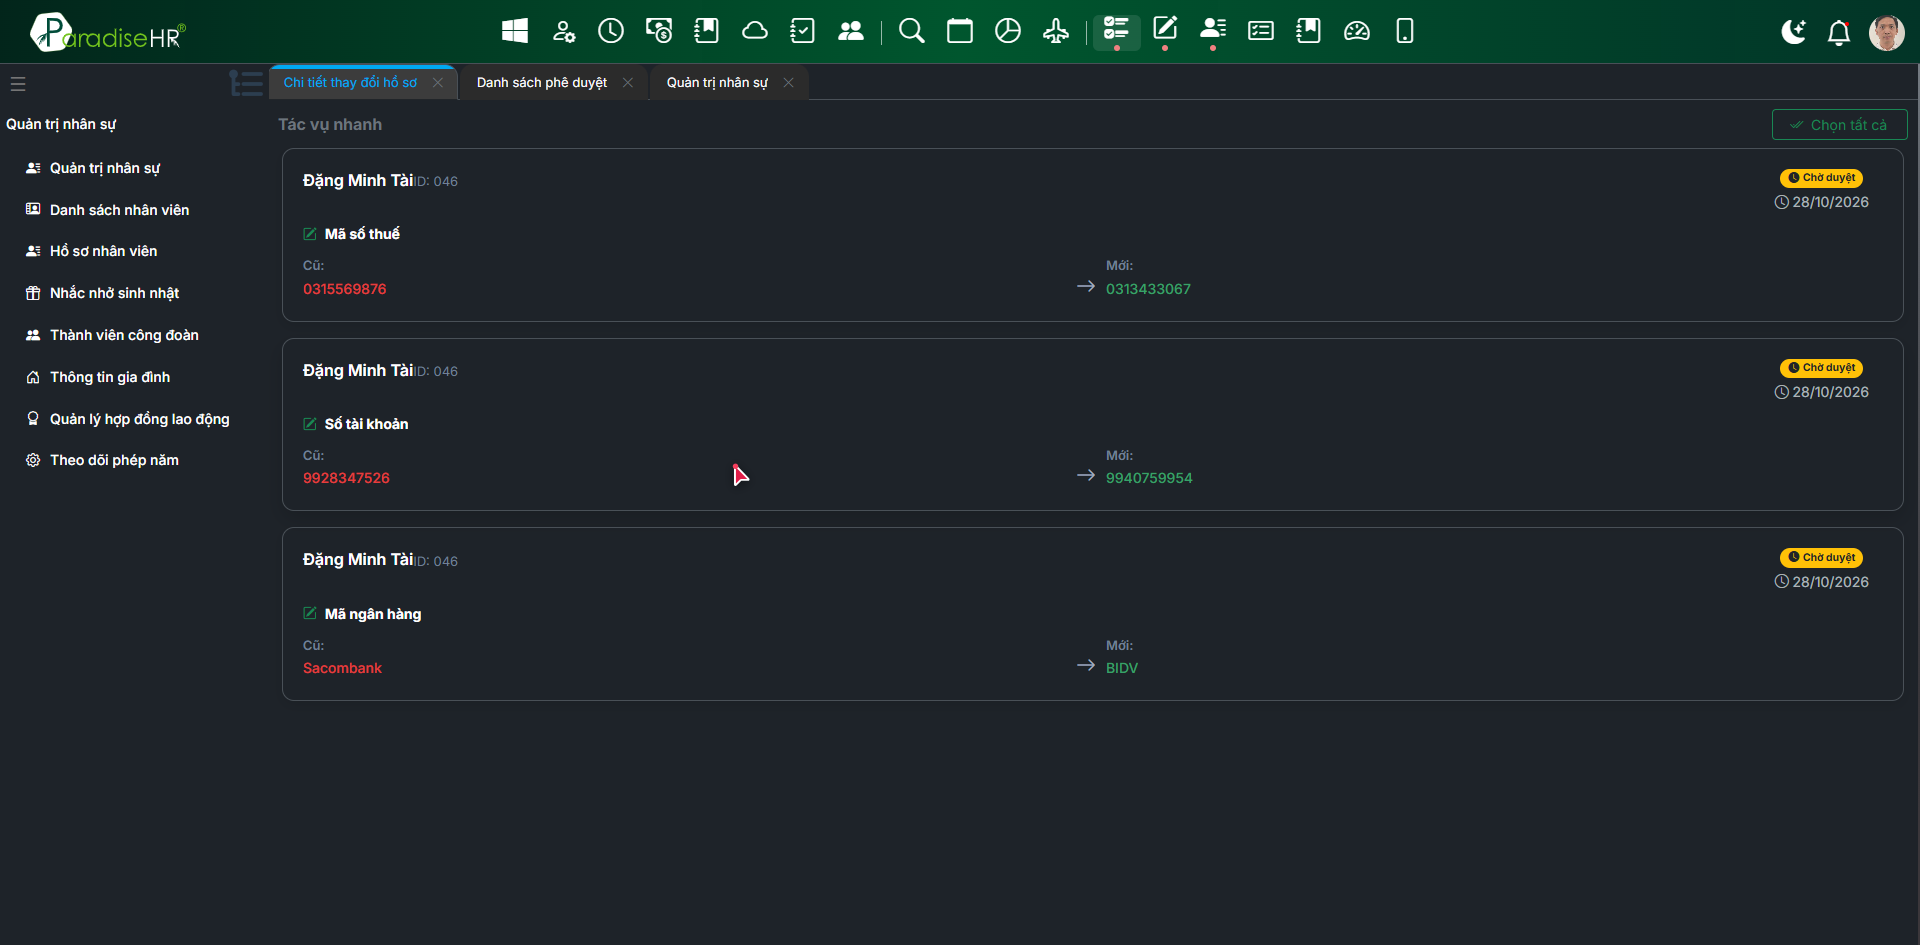 ParadiseHR®
Chi tiết thay đổi hồ sơ
Danh sách phê duyệt
Quản trị nhân sự
Quản trị nhân sự
Quản trị nhân sự
Danh sách nhân viên
Hồ sơ nhân viên
Nhắc nhở sinh nhật
Thành viên công đoàn
Thông tin gia đình
Quản lý hợp đồng lao động
Theo dõi phép năm
Tác vụ nhanh
Chọn tất cả
Đặng Minh Tài ID: 046
Chờ duyệt
28/10/2026
Mã số thuế
Cũ:
0315569876
Mới:
0313433067
Đặng Minh Tài ID: 046
Chờ duyệt
28/10/2026
Số tài khoản
Cũ:
9928347526
Mới:
9940759954
Đặng Minh Tài ID: 046
Chờ duyệt
28/10/2026
Mã ngân hàng
Cũ:
Sacombank
Mới:
BIDV